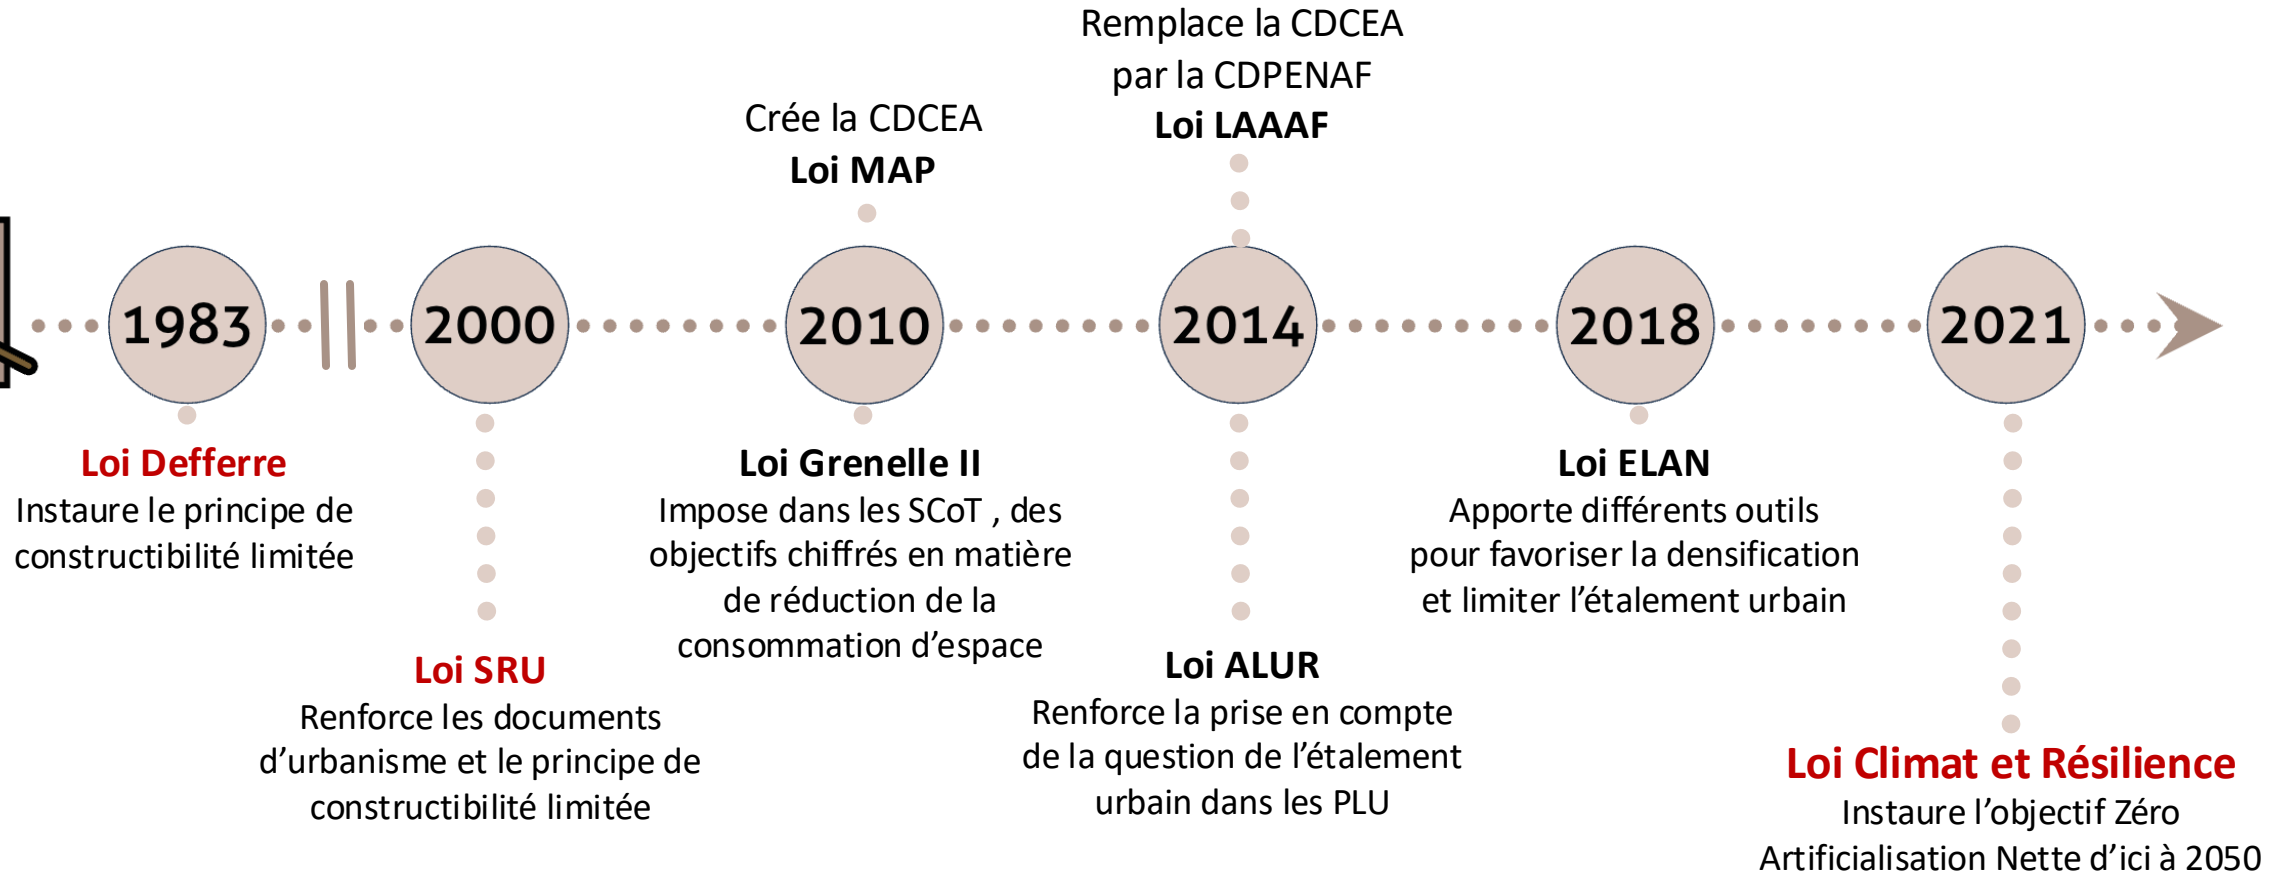 Remplace la CDCEA
par la CDPENAF
Loi LAAAF
Crée la CDCEA
Loi MAP
1983
2000
2010
2014
2018
2021
Loi Defferre
Instaure le principe de
constructibilité limitée
Loi SRU
Renforce les documents
d’urbanisme et le principe de
constructibilité limitée
Loi Grenelle II
Impose dans les SCoT , des
objectifs chiffrés en matière
de réduction de la
consommation d’espace
Loi ALUR
Renforce la prise en compte
de la question de l’étalement
urbain dans les PLU
Loi ELAN
Apporte différents outils
pour favoriser la densification
et limiter l’étalement urbain
Loi Climat et Résilience
Instaure l’objectif Zéro
Artificialisation Nette d’ici à 2050